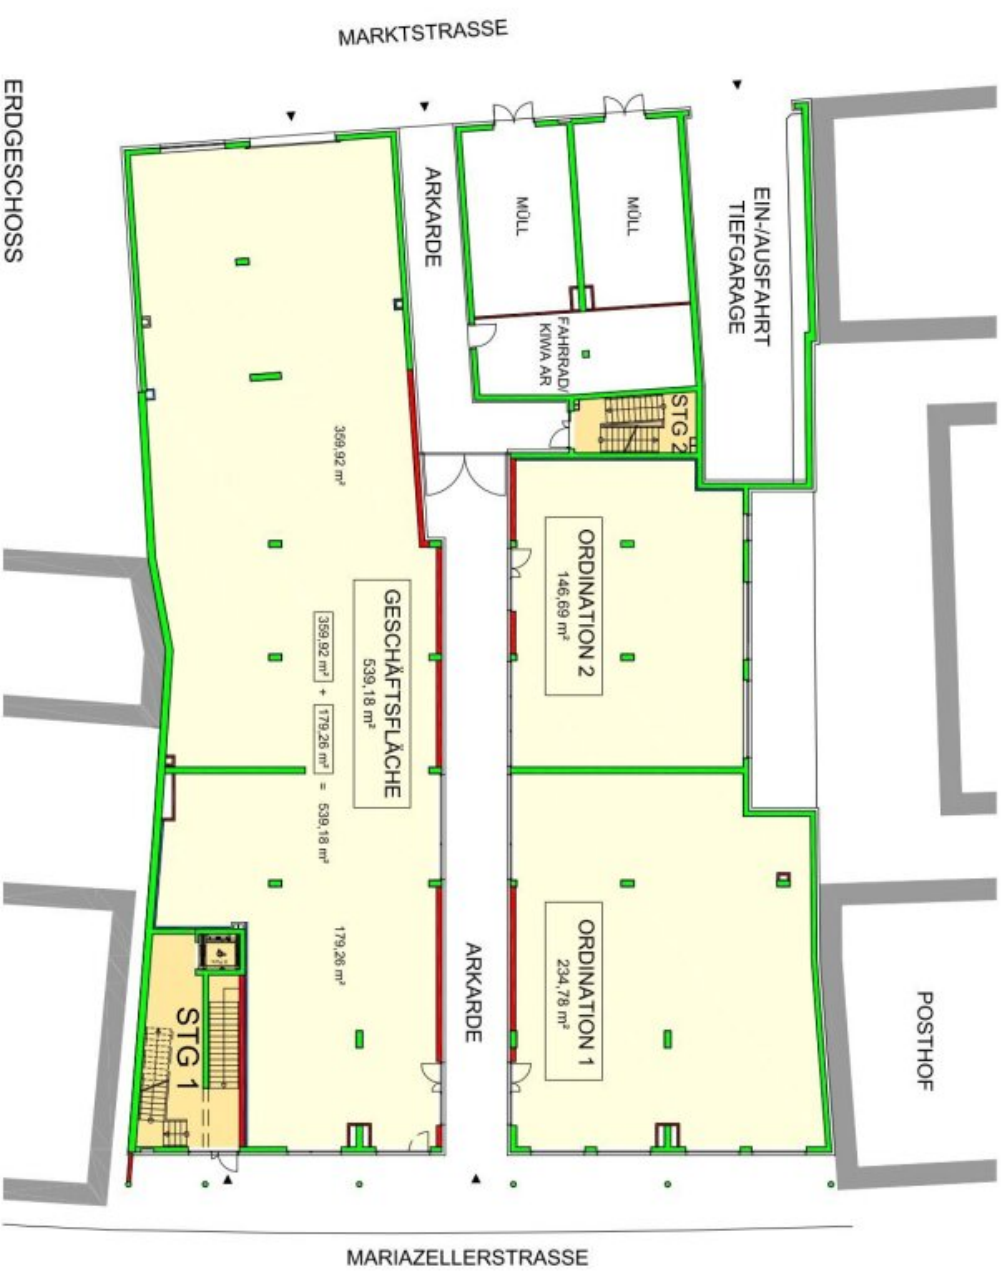 MARKTSTRASSE
ERDGESCHOSS
ARKARDE
MÜLL
MÜLL
EIN-/AUSFAHRT
TIEFGARAGE
FAHRRAD/
KIWA AR
STG 2
359,92 m²
ORDINATION 2
146,69 m²
GESCHÄFTSFLÄCHE
539,18 m²
359,92 m² + 179,26 m² = 539,18 m²
179,26 m²
ARKARDE
ORDINATION 1
234,78 m²
POSTHOF
STG 1
MARIAZELLERSTRASSE